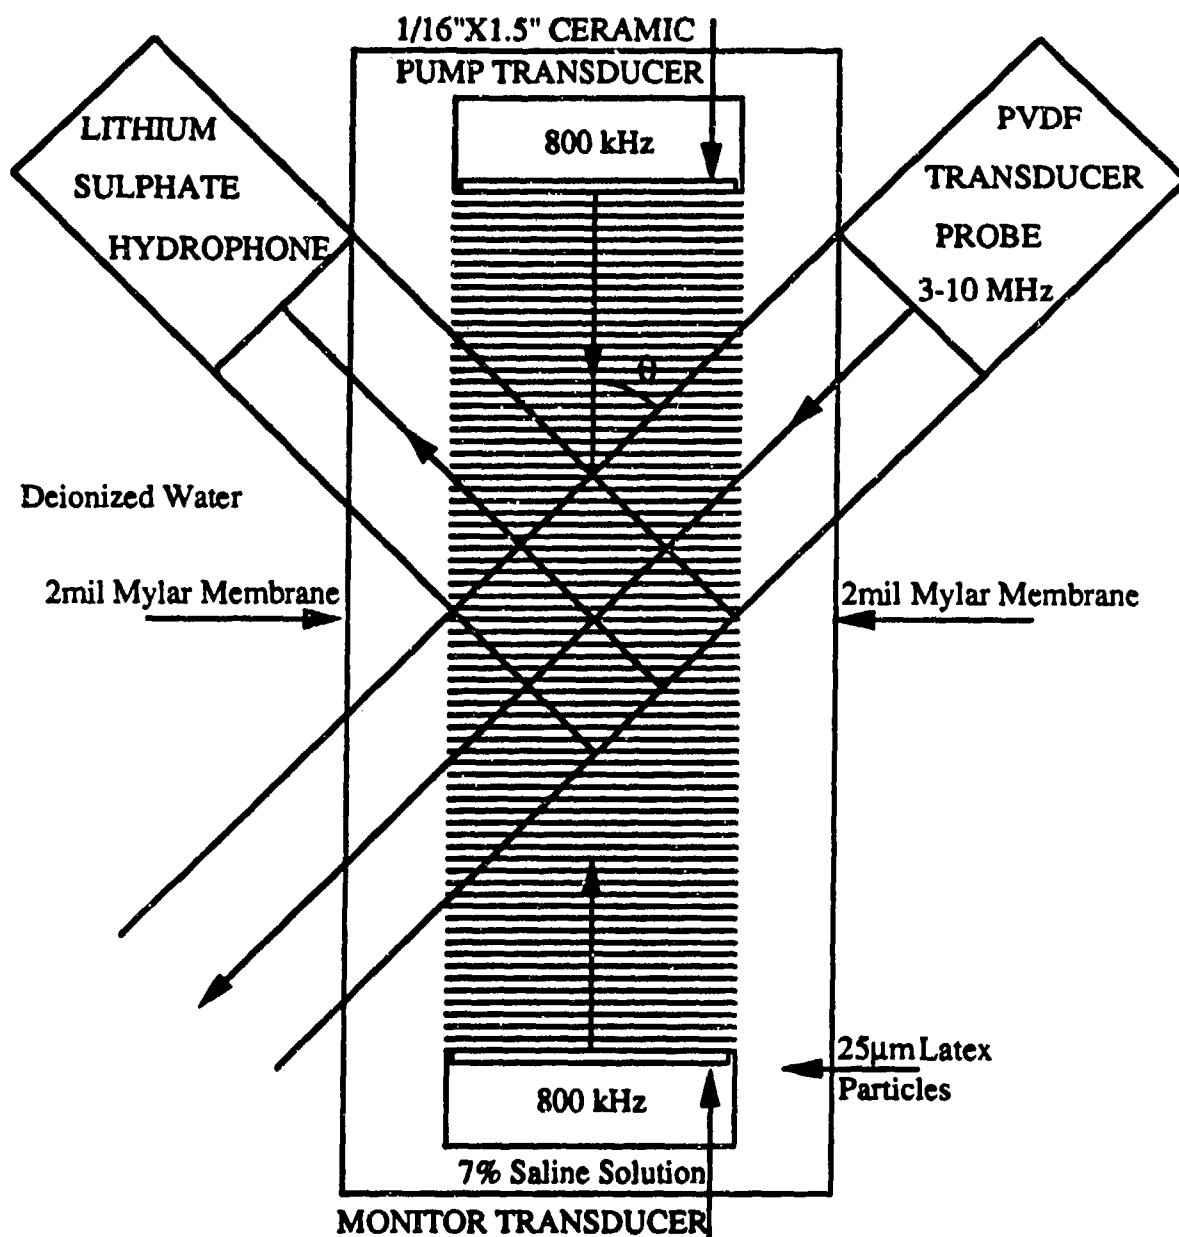 1/16"X1.5" CERAMIC
PUMP TRANSDUCER
800 kHz
LITHIUM
SULPHATE
HYDROPHONE
PVDF
TRANSDUCER
PROBE
3-10 MHz
θ
Deionized Water
2mil Mylar Membrane
2mil Mylar Membrane
25µm Latex
Particles
800 kHz
7% Saline Solution
MONITOR TRANSDUCER